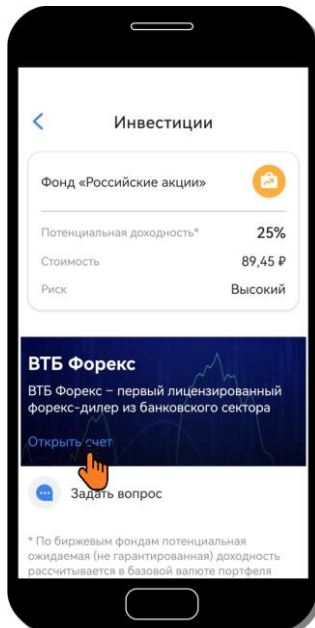 Инвестиции
Фонд «Российские акции»
Потенциальная доходность* 25%
Стоимость 89,45 ₽
Риск Высокий
ВТБ Форекс
ВТБ Форекс – первый лицензированный
форекс-дилер из банковского сектора
Открыть счет
Задать вопрос
* По биржевым фондам потенциальная
ожидаемая (не гарантированная) доходность
рассчитывается в базовой валюте портфеля